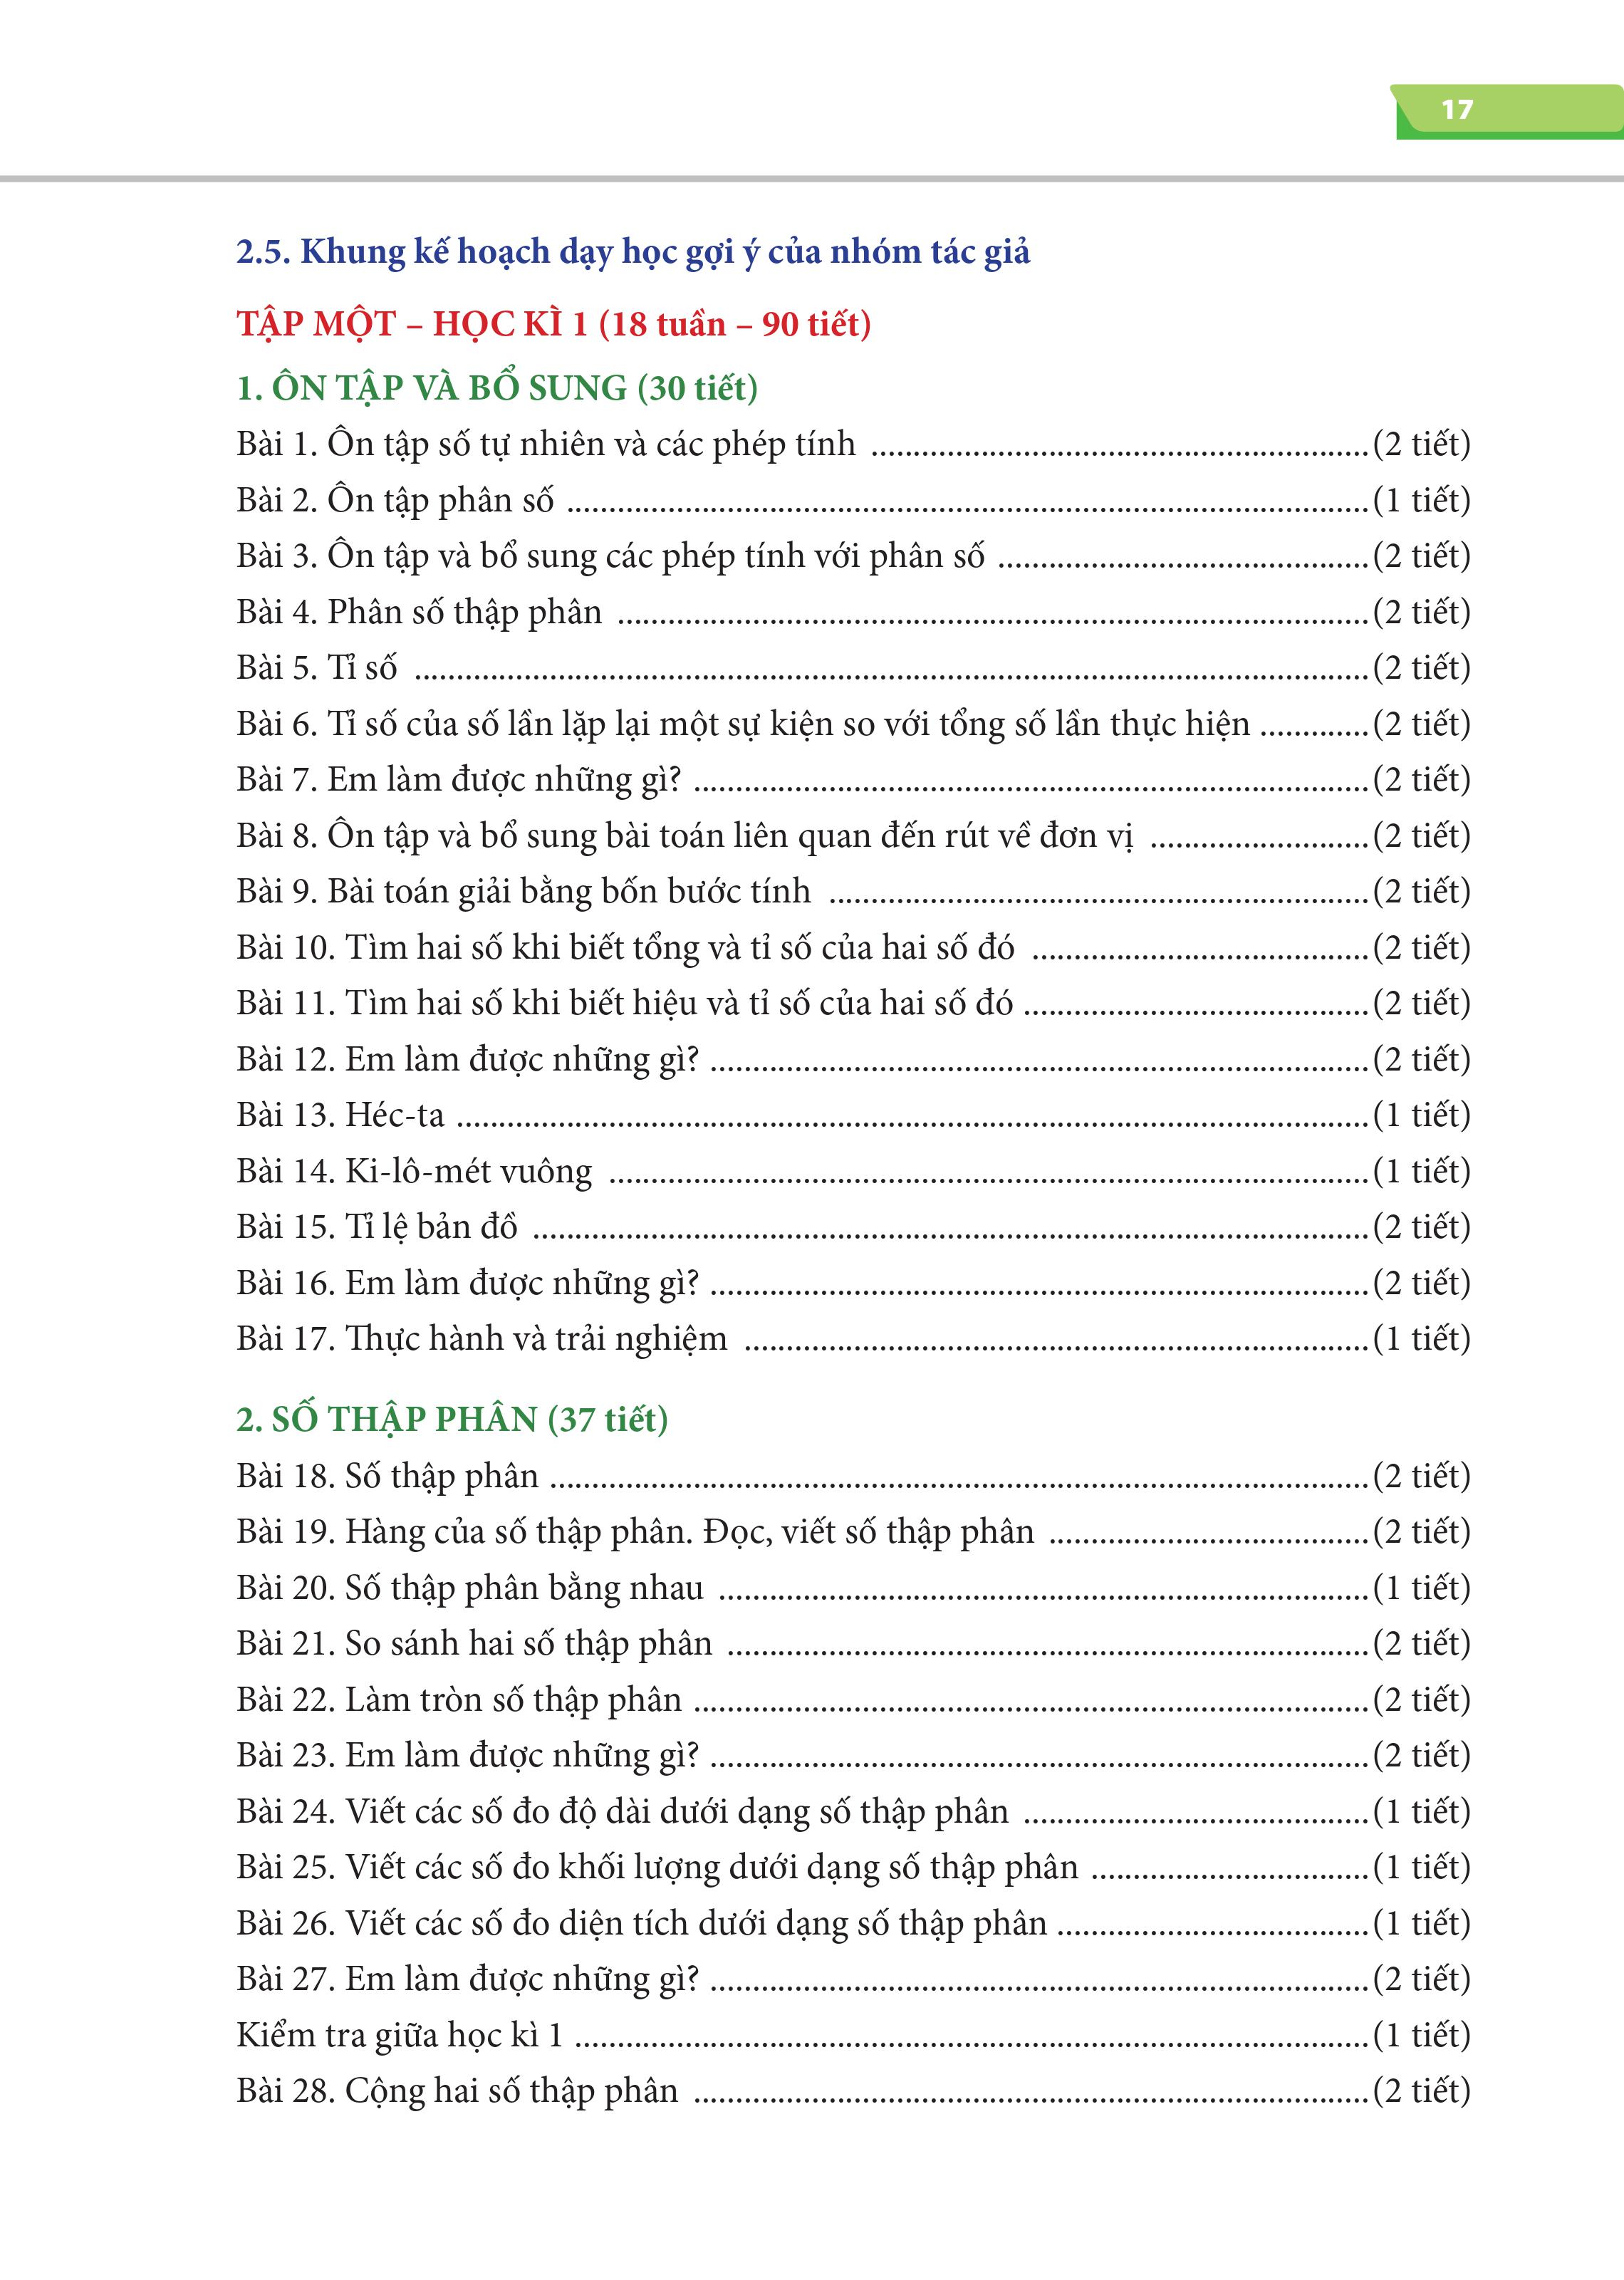 17
2.5. Khung kế hoạch dạy học gợi ý của nhóm tác giả
TẬP MỘT – HỌC KÌ 1 (18 tuần – 90 tiết)
1. ÔN TẬP VÀ BỔ SUNG (30 tiết)
Bài 1. Ôn tập số tự nhiên và các phép tính ............................................................(2 tiết)
Bài 2. Ôn tập phân số ................................................................................................(1 tiết)
Bài 3. Ôn tập và bổ sung các phép tính với phân số .............................................(2 tiết)
Bài 4. Phân số thập phân ..........................................................................................(2 tiết)
Bài 5. Tỉ số ..................................................................................................................(2 tiết)
Bài 6. Tỉ số của số lần lặp lại một sự kiện so với tổng số lần thực hiện .............(2 tiết)
Bài 7. Em làm được những gì? .................................................................................(2 tiết)
Bài 8. Ôn tập và bổ sung bài toán liên quan đến rút về đơn vị ..........................(2 tiết)
Bài 9. Bài toán giải bằng bốn bước tính .................................................................(2 tiết)
Bài 10. Tìm hai số khi biết tổng và tỉ số của hai số đó ........................................(2 tiết)
Bài 11. Tìm hai số khi biết hiệu và tỉ số của hai số đó .........................................(2 tiết)
Bài 12. Em làm được những gì? ...............................................................................(2 tiết)
Bài 13. Héc-ta .............................................................................................................(1 tiết)
Bài 14. Ki-lô-mét vuông ...........................................................................................(1 tiết)
Bài 15. Tỉ lệ bản đồ ....................................................................................................(2 tiết)
Bài 16. Em làm được những gì? ...............................................................................(2 tiết)
Bài 17. Thực hành và trải nghiệm ...........................................................................(1 tiết)
2. SỐ THẬP PHÂN (37 tiết)
Bài 18. Số thập phân ..................................................................................................(2 tiết)
Bài 19. Hàng của số thập phân. Đọc, viết số thập phân ......................................(2 tiết)
Bài 20. Số thập phân bằng nhau ..............................................................................(1 tiết)
Bài 21. So sánh hai số thập phân .............................................................................(2 tiết)
Bài 22. Làm tròn số thập phân .................................................................................(2 tiết)
Bài 23. Em làm được những gì? ...............................................................................(2 tiết)
Bài 24. Viết các số đo độ dài dưới dạng số thập phân .........................................(1 tiết)
Bài 25. Viết các số đo khối lượng dưới dạng số thập phân .................................(1 tiết)
Bài 26. Viết các số đo diện tích dưới dạng số thập phân .....................................(1 tiết)
Bài 27. Em làm được những gì? ...............................................................................(2 tiết)
Kiểm tra giữa học kì 1 ...............................................................................................(1 tiết)
Bài 28. Cộng hai số thập phân .................................................................................(2 tiết)